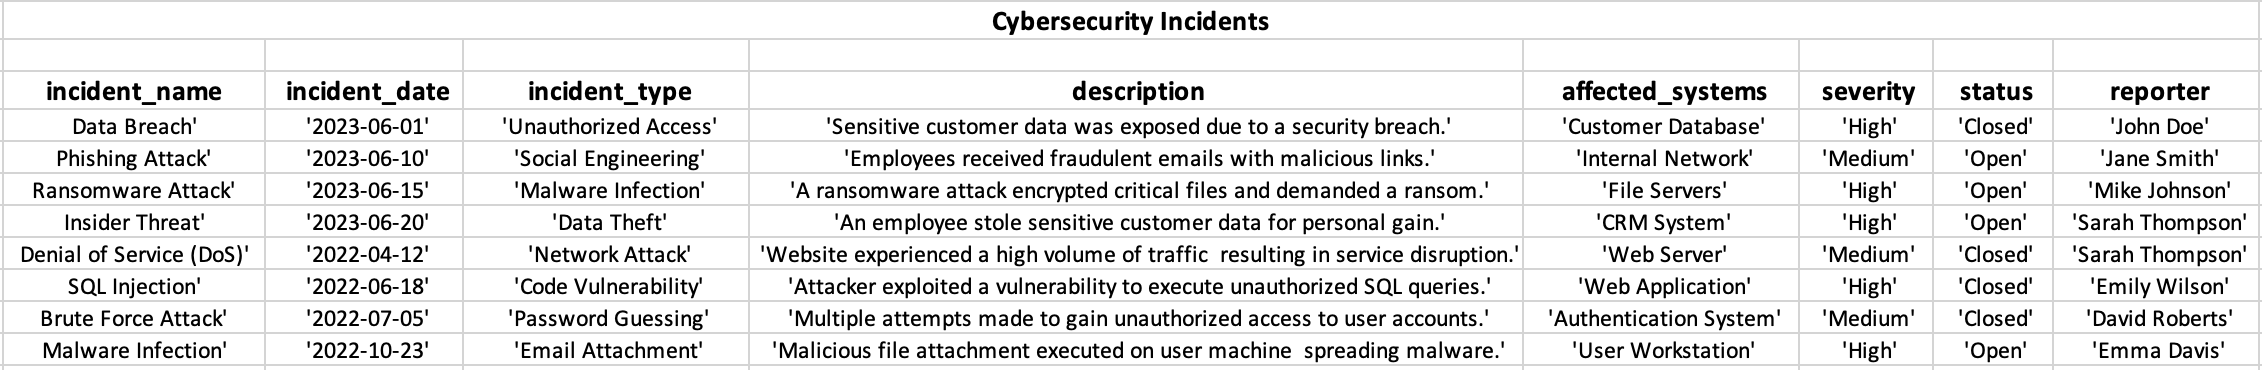 Cybersecurity Incidents
incident_name incident_date incident_type description affected_systems severity status reporter
Data Breach' '2023-06-01' 'Unauthorized Access' 'Sensitive customer data was exposed due to a security breach.' 'Customer Database' 'High' 'Closed' 'John Doe'
Phishing Attack' '2023-06-10' 'Social Engineering' 'Employees received fraudulent emails with malicious links.' 'Internal Network' 'Medium' 'Open' 'Jane Smith'
Ransomware Attack' '2023-06-15' 'Malware Infection' 'A ransomware attack encrypted critical files and demanded a ransom.' 'File Servers' 'High' 'Open' 'Mike Johnson'
Insider Threat' '2023-06-20' 'Data Theft' 'An employee stole sensitive customer data for personal gain.' 'CRM System' 'High' 'Open' 'Sarah Thompson'
Denial of Service (DoS)' '2022-04-12' 'Network Attack' 'Website experienced a high volume of traffic  resulting in service disruption.' 'Web Server' 'Medium' 'Closed' 'Sarah Thompson'
SQL Injection' '2022-06-18' 'Code Vulnerability' 'Attacker exploited a vulnerability to execute unauthorized SQL queries.' 'Web Application' 'High' 'Closed' 'Emily Wilson'
Brute Force Attack' '2022-07-05' 'Password Guessing' 'Multiple attempts made to gain unauthorized access to user accounts.' 'Authentication System' 'Medium' 'Closed' 'David Roberts'
Malware Infection' '2022-10-23' 'Email Attachment' 'Malicious file attachment executed on user machine  spreading malware.' 'User Workstation' 'High' 'Open' 'Emma Davis'